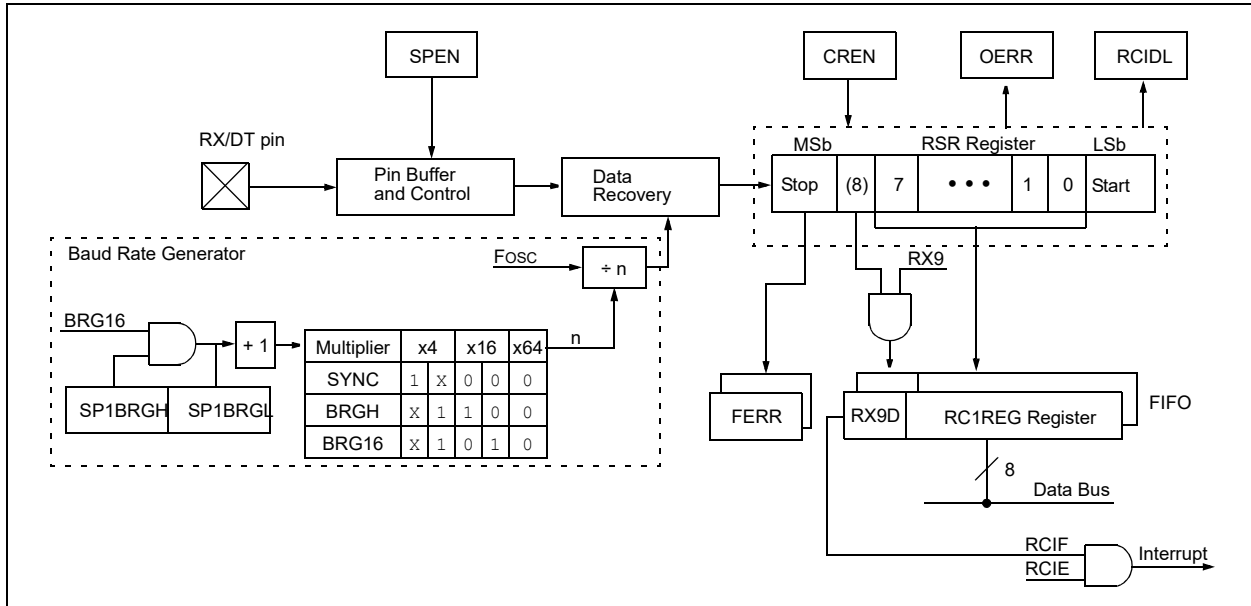 SPEN
CREN
OERR
RCIDL
RX/DT pin
Pin Buffer
and Control
Data
Recovery
MSb
RSR Register
LSb
Stop (8) 7 • • • 1 0 Start
Baud Rate Generator
FOSC
÷ n
RX9
BRG16
+ 1
n
Multiplier x4 x16 x64
SYNC 1 X 0 0 0
BRGH X 1 1 0 0
BRG16 X 1 0 1 0
SP1BRGH SP1BRGL
FERR
RX9D
RC1REG Register
FIFO
8
Data Bus
RCIF
RCIE
Interrupt